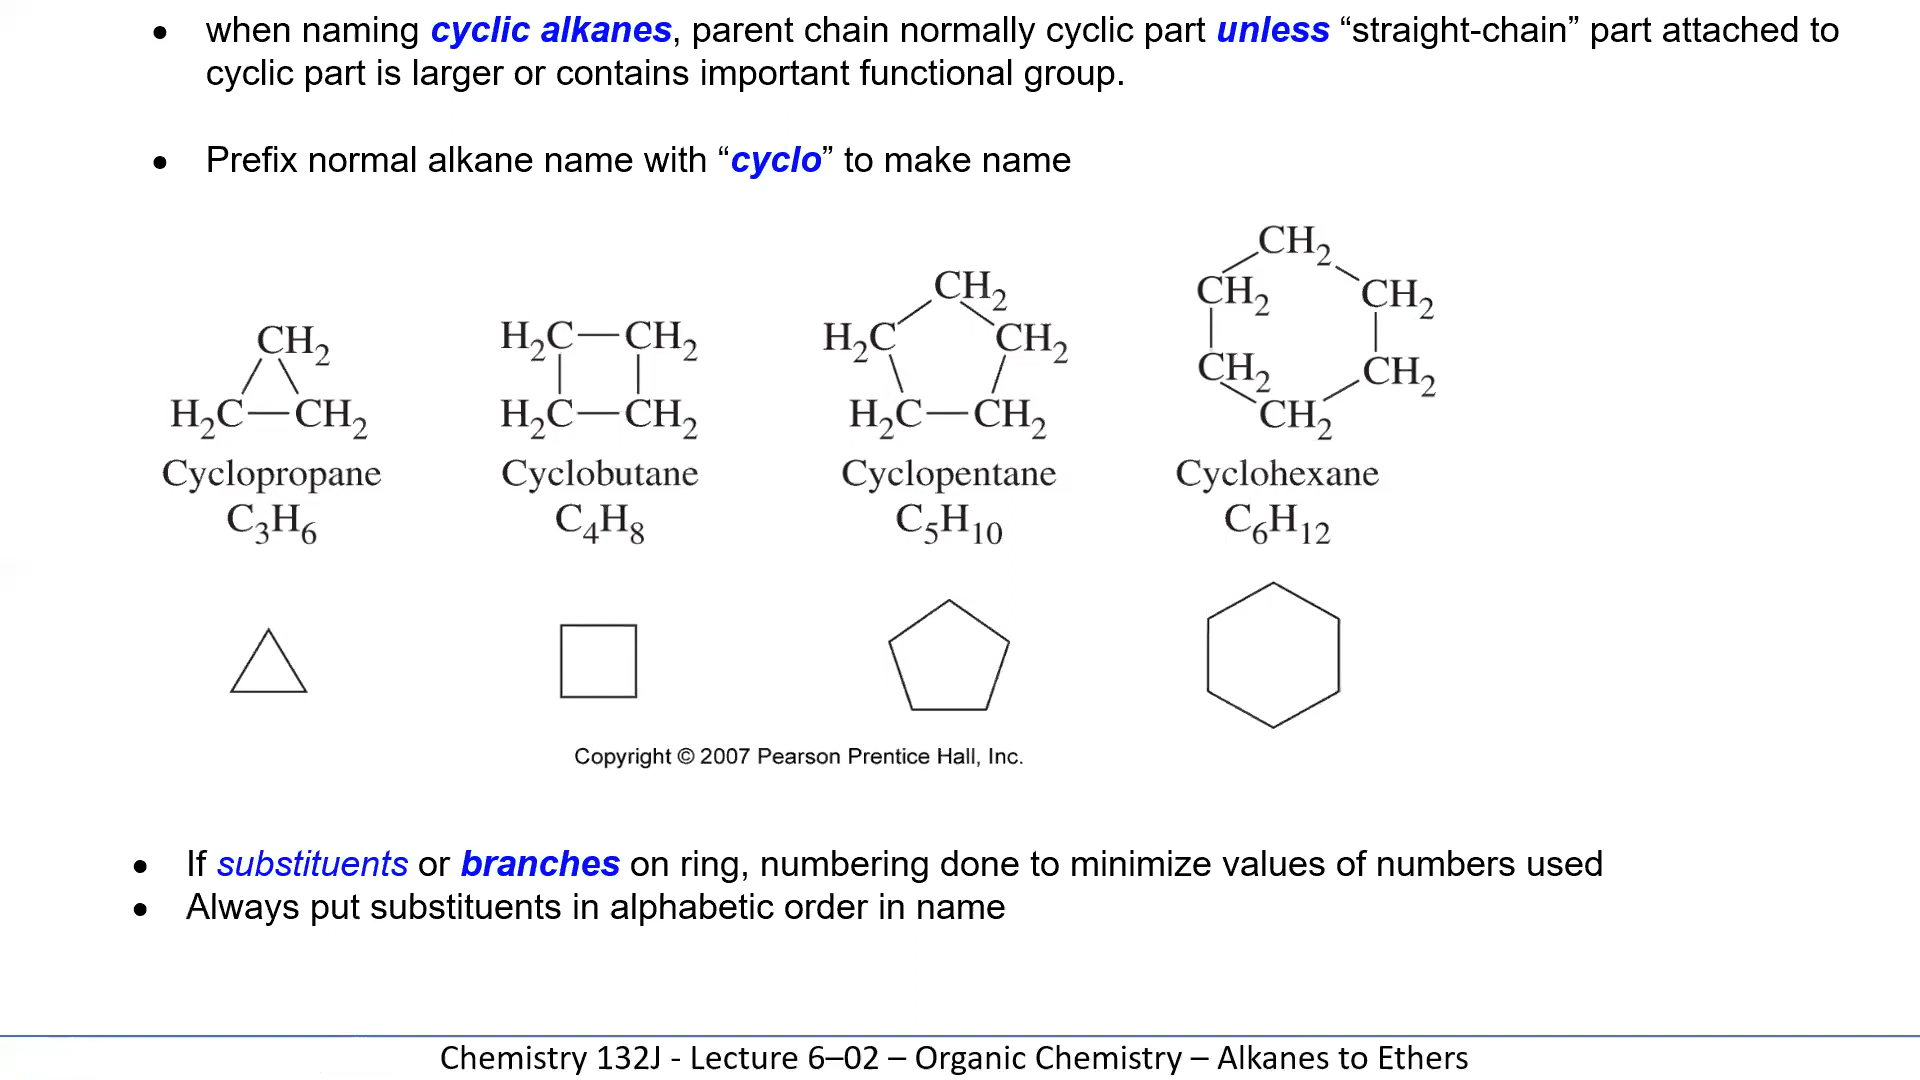 • when naming cyclic alkanes, parent chain normally cyclic part unless “straight-chain” part attached to
cyclic part is larger or contains important functional group.
• Prefix normal alkane name with “cyclo” to make name
CH₂
H₂C—CH₂
Cyclopropane
C₃H₆
H₂C—CH₂
H₂C—CH₂
Cyclobutane
C₄H₈
CH₂
H₂C CH₂
H₂C—CH₂
Cyclopentane
C₅H₁₀
CH₂
CH₂ CH₂
CH₂ CH₂
CH₂
Cyclohexane
C₆H₁₂
Copyright © 2007 Pearson Prentice Hall, Inc.
• If substituents or branches on ring, numbering done to minimize values of numbers used
• Always put substituents in alphabetic order in name
Chemistry 132J - Lecture 6–02 – Organic Chemistry – Alkanes to Ethers